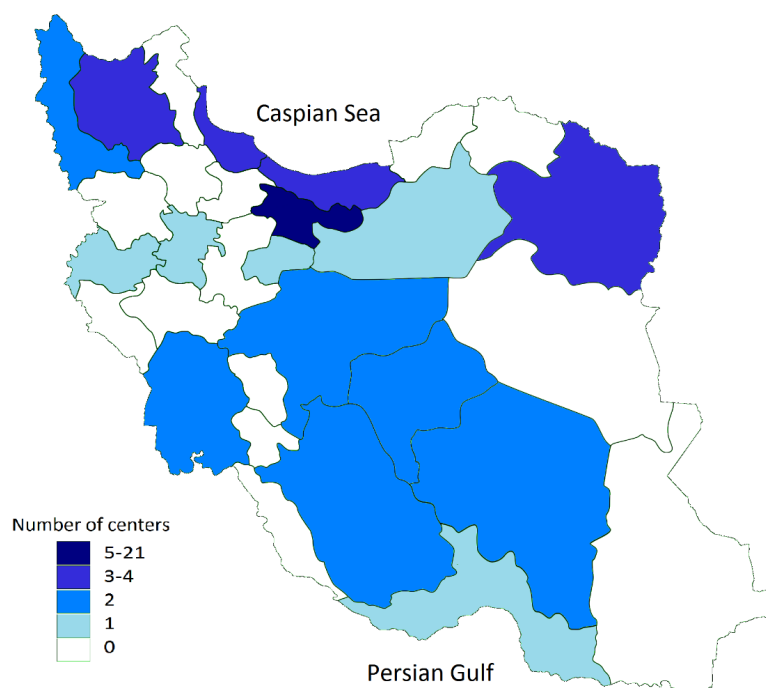 Caspian Sea
Number of centers
5-21
3-4
2
1
0
Persian Gulf